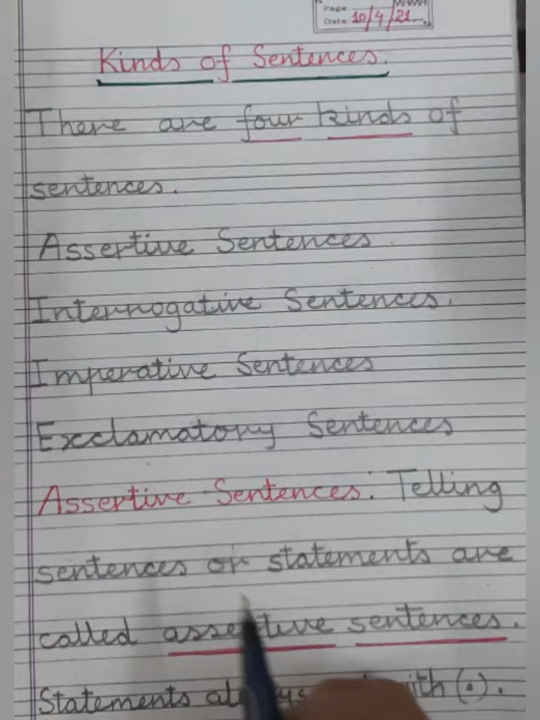 Page:
Date: 10/4/21.
Kinds of Sentences.
There are four kinds of
sentences.
Assertive Sentences.
Interrogative Sentences.
Imperative Sentences
Exclamatory Sentences
Assertive Sentences: Telling
sentences or statements are
called assertive sentences.
Statements with (.).